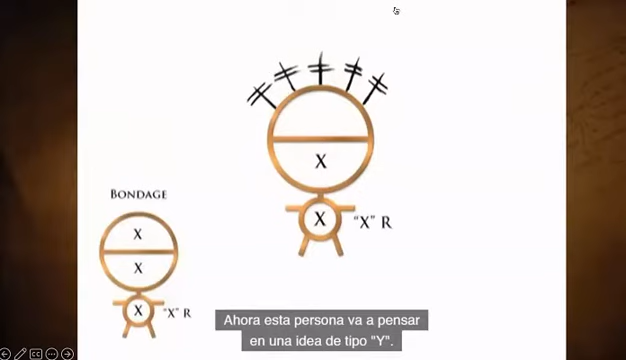 X
X
“X” R
BONDAGE
X
X
X
“X” R
Ahora esta persona va a pensar
en una idea de tipo “Y”.